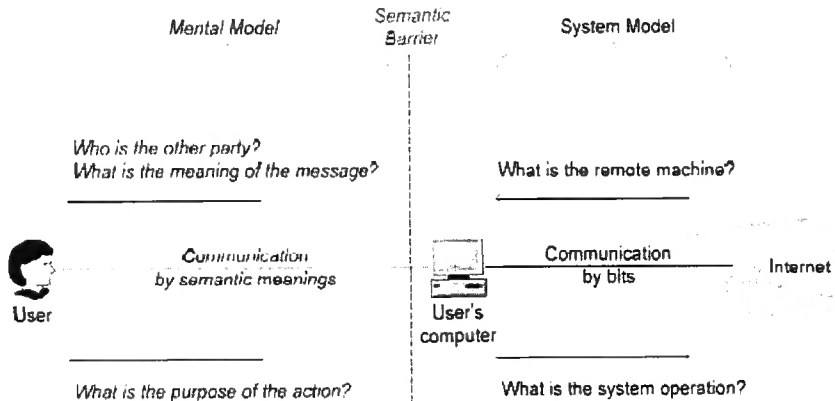 Mental Model
Semantic
Barrier
System Model
Who is the other party?
What is the meaning of the message?
What is the remote machine?
Communication
by semantic meanings
Communication
by bits
Internet
User
User's
computer
What is the purpose of the action?
What is the system operation?